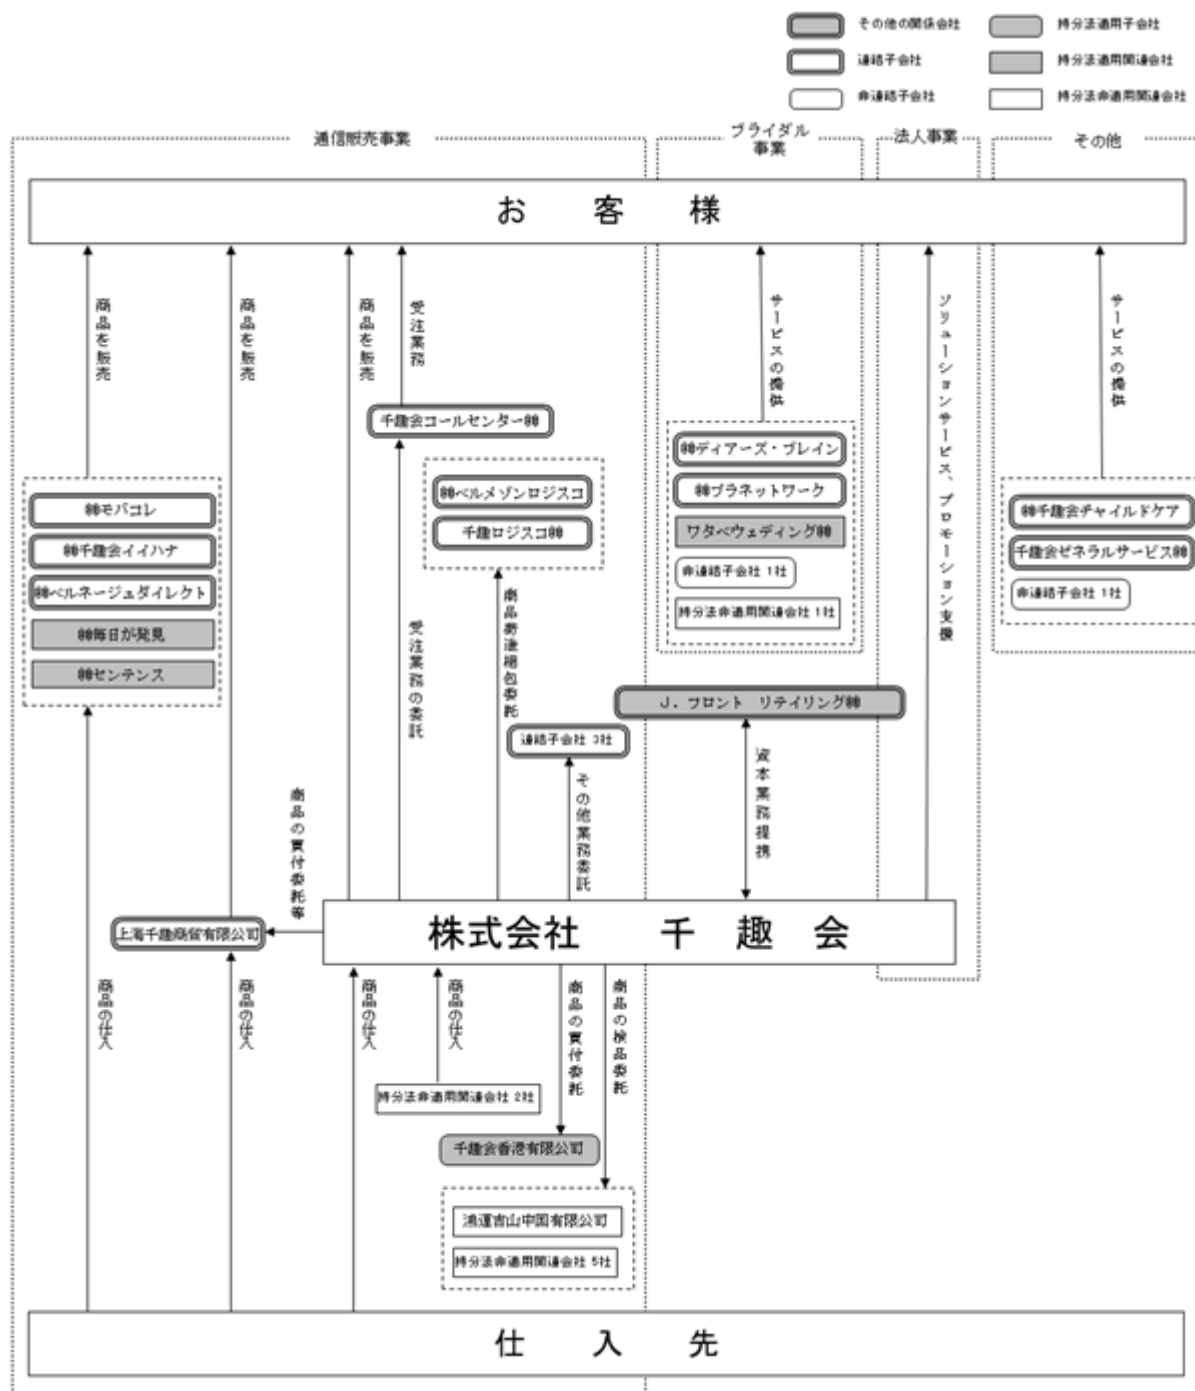 その他の関係会社
持分法適用子会社
連結子会社
持分法適用関連会社
非連結子会社
持分法非適用関連会社
通信販売事業
ブライダル
事業
法人事業
その他
お客様
商品を販売
商品を販売
商品を販売
受注業務
サービスの提供
ソリューションサービス、プロモーション支援
サービスの提供
千趣会コールセンター㈱
㈱ディアーズ・ブレイン
㈱プラネットワーク
ワタベウェディング㈱
非連結子会社 1社
持分法非適用関連会社 1社
㈱ベルメゾンロジスコ
千趣ロジスコ㈱
㈱モバコレ
㈱千趣会イイハナ
㈱ベルネージュダイレクト
㈱毎日が発見
㈱センテンス
㈱千趣会チャイルドケア
千趣会ゼネラルサービス㈱
非連結子会社 1社
受注業務の委託
商品荷造梱包委託
J．フロント リテイリング㈱
連結子会社 3社
その他業務委託
資本業務提携
商品の買付委託等
株式会社 千趣会
上海千趣商貿有限公司
商品の仕入
商品の仕入
商品の仕入
商品の仕入
商品の買付委託
商品の検品委託
持分法非適用関連会社 2社
千趣会香港有限公司
鴻運吉山中国有限公司
持分法非適用関連会社 5社
仕入先